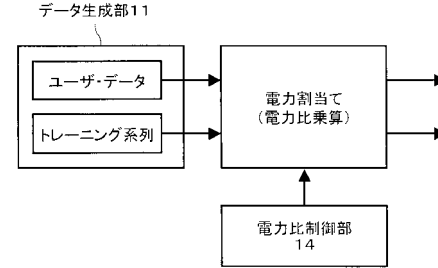 データ生成部11
ユーザ・データ
トレーニング系列
電力割当て
(電力比乗算)
電力比制御部
14